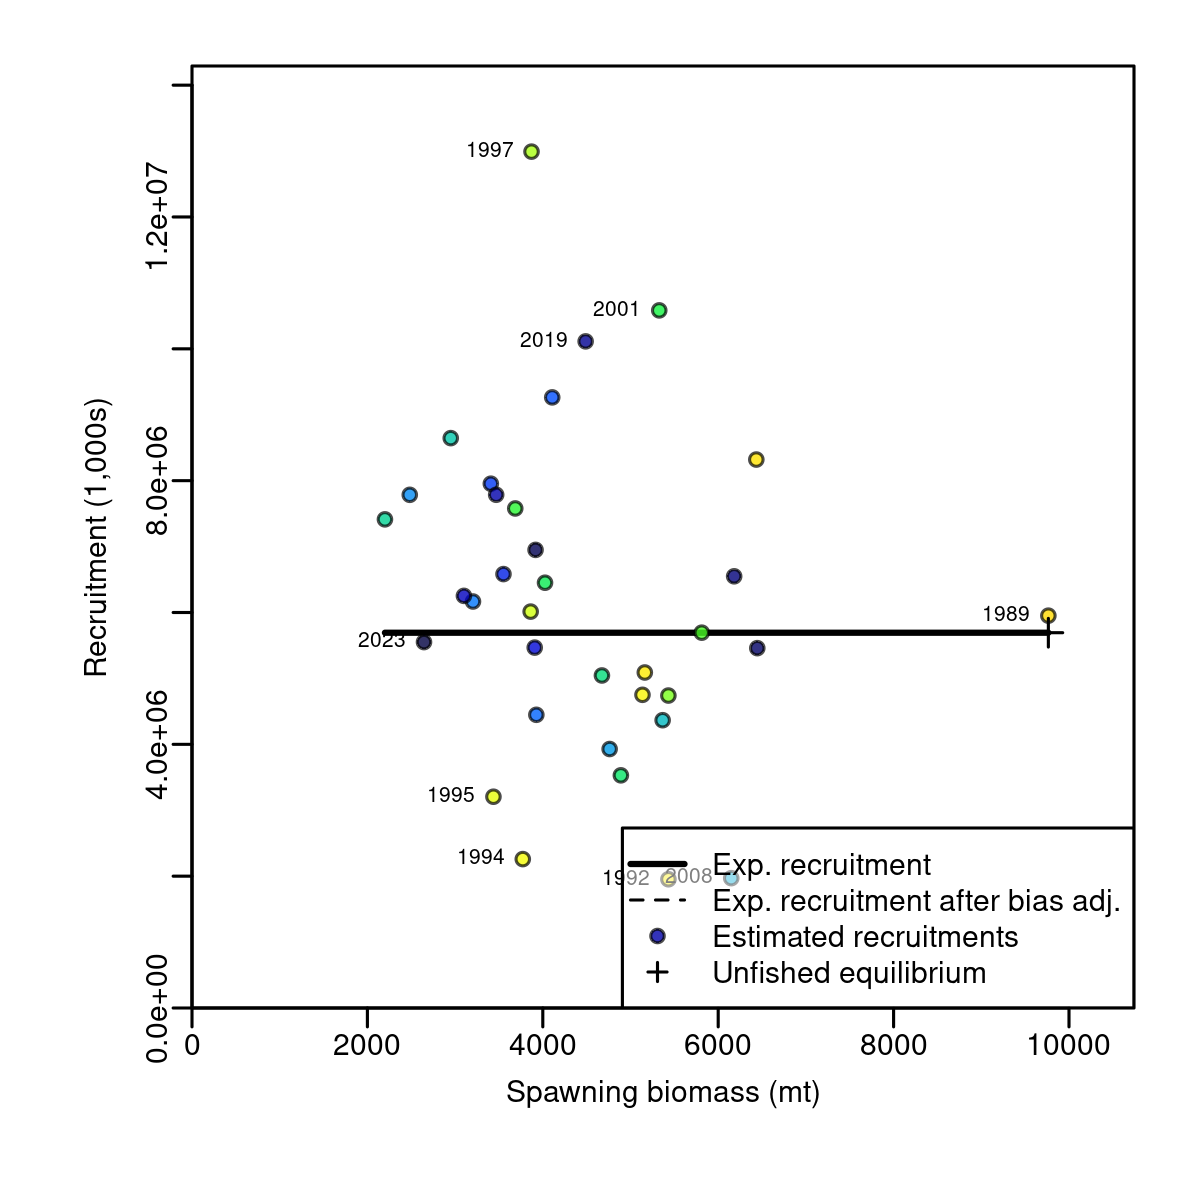 1997
2001
2019
1989
2023
1995
1994
1992
2008
Exp. recruitment
Exp. recruitment after bias adj.
Estimated recruitments
Unfished equilibrium
Recruitment (1,000s)
0.0e+00
4.0e+06
8.0e+06
1.2e+07
0
2000
4000
6000
8000
10000
Spawning biomass (mt)